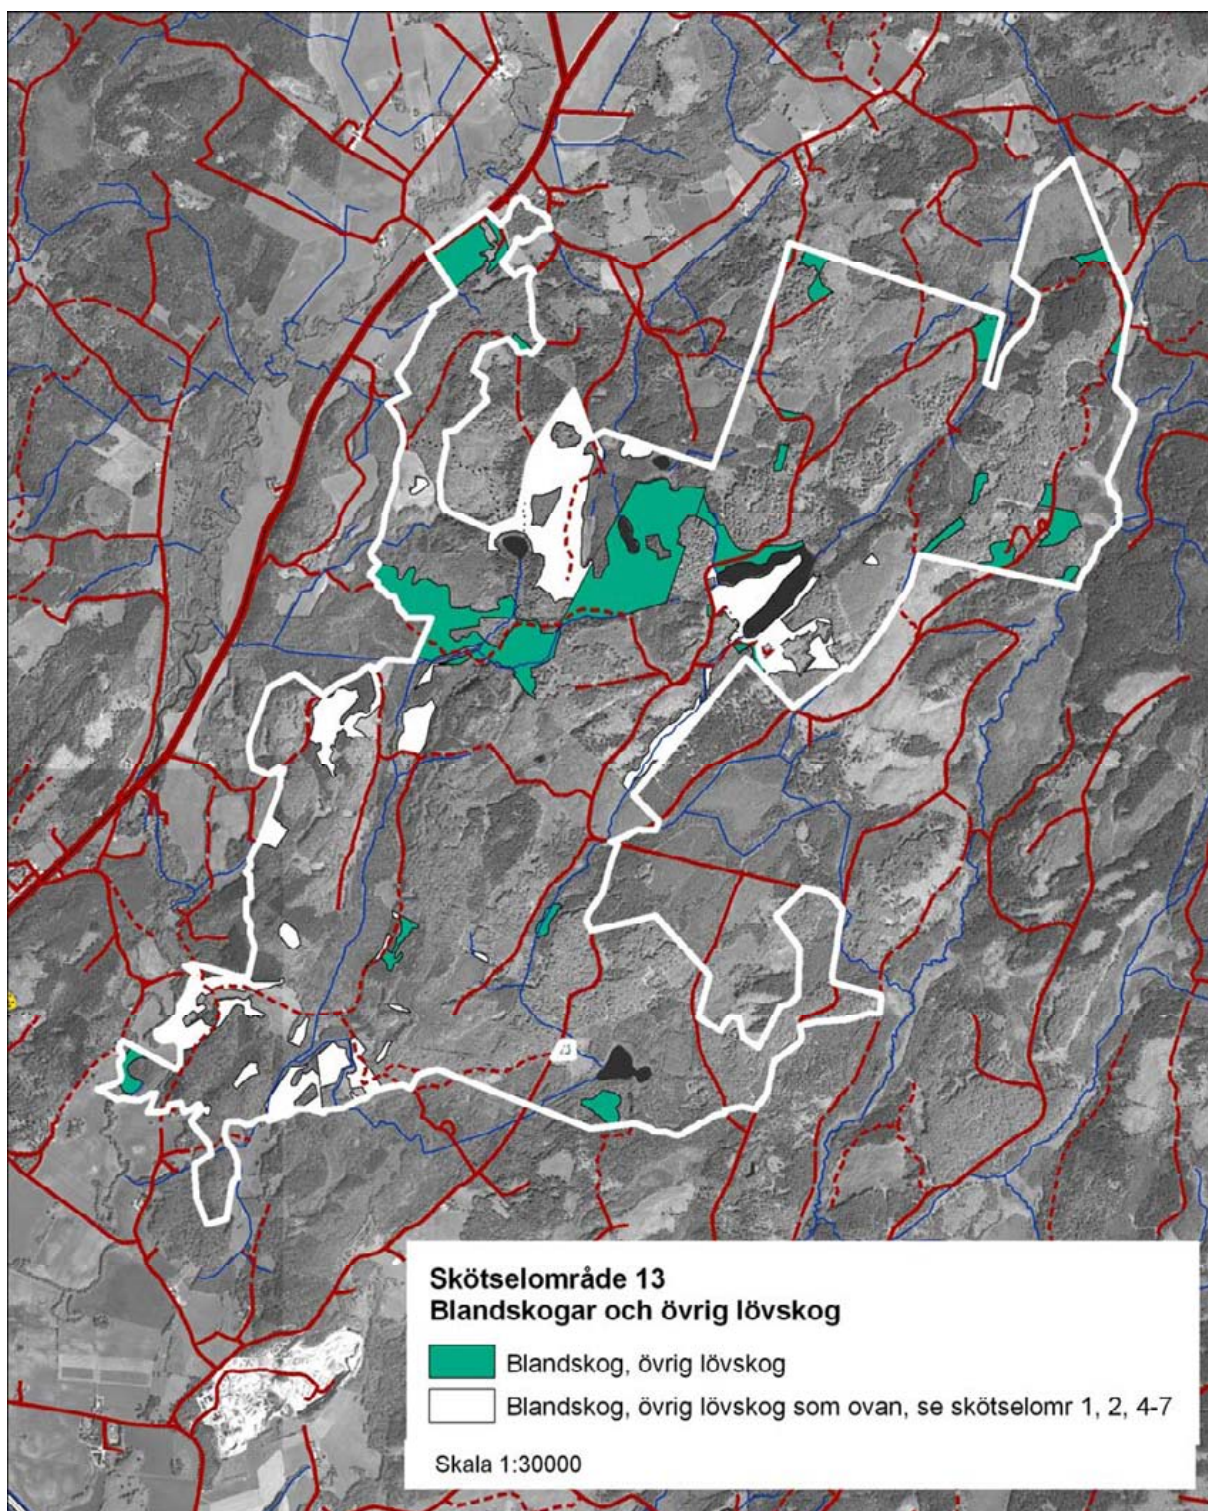 Skötselområde 13
Blandskogar och övrig lövskog
Blandskog, övrig lövskog
Blandskog, övrig lövskog som ovan, se skötselomr 1, 2, 4-7
Skala 1:30000